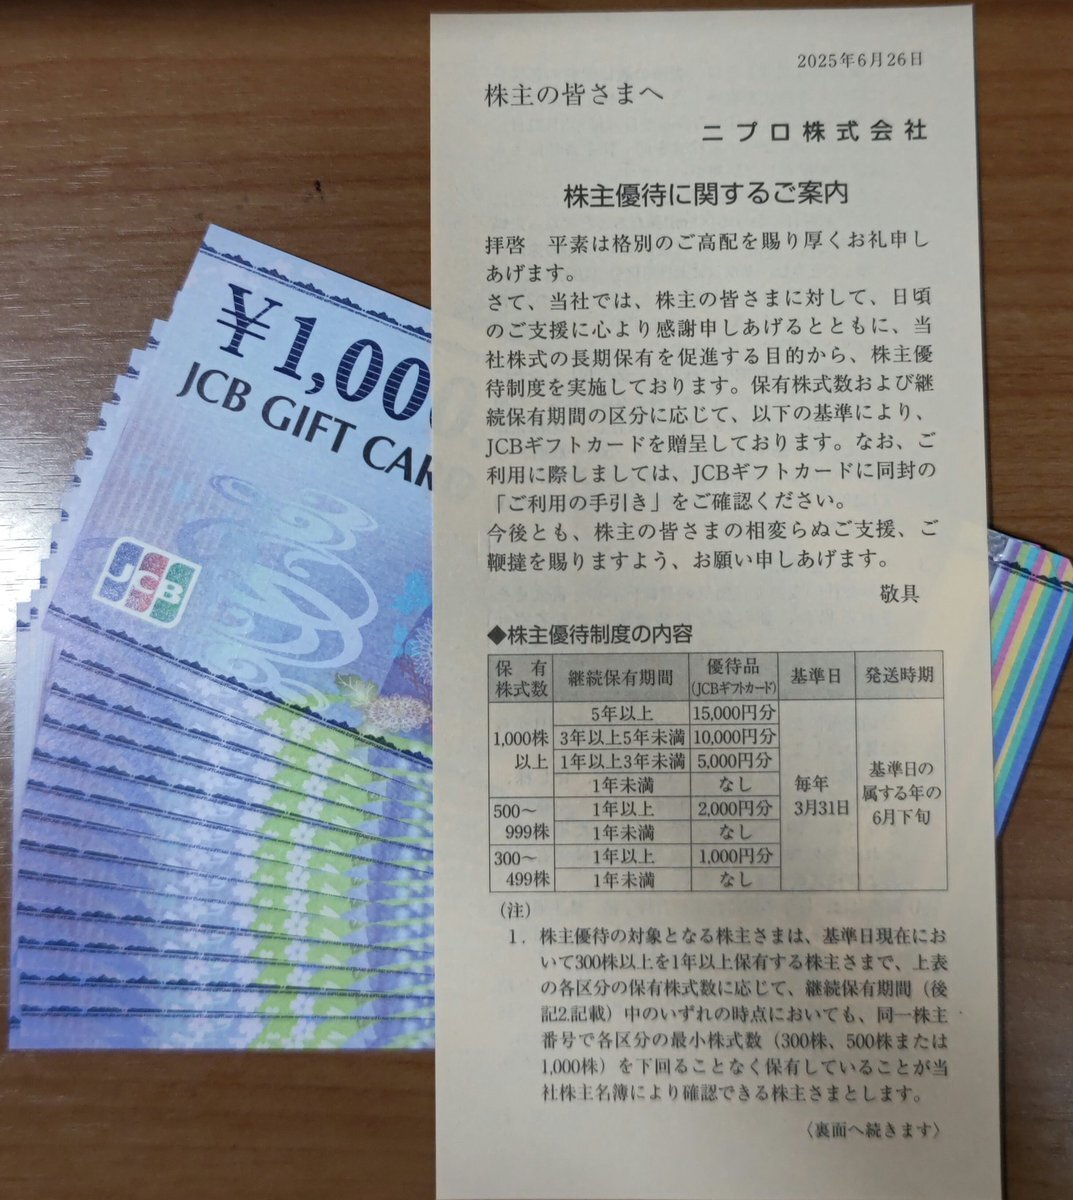 ¥1,000
JCB GIFT CAR
JCB
2025年6月26日
株主の皆さまへ
ニプロ株式会社
株主優待に関するご案内
拝啓 平素は格別のご高配を賜り厚くお礼申し
あげます。
さて、当社では、株主の皆さまに対して、日頃
のご支援に心より感謝申しあげるとともに、当
社株式の長期保有を促進する目的から、株主優
待制度を実施しております。保有株式数および継
続保有期間の区分に応じて、以下の基準により、
JCBギフトカードを贈呈しております。なお、ご
利用に際しましては、JCBギフトカードに同封の
「ご利用の手引き」をご確認ください。
今後とも、株主の皆さまの相変らぬご支援、ご
鞭撻を賜りますよう、お願い申しあげます。
敬具
◆株主優待制度の内容
保有株式数 継続保有期間 優待品(JCBギフトカード) 基準日 発送時期
1,000株以上 5年以上 15,000円分 毎年3月31日 基準日の属する年の6月下旬
3年以上5年未満 10,000円分
1年以上3年未満 5,000円分
1年未満 なし
500～999株 1年以上 2,000円分
1年未満 なし
300～499株 1年以上 1,000円分
1年未満 なし
(注)
1. 株主優待の対象となる株主さまは、基準日現在にお
いて300株以上を1年以上保有する株主さまで、上表
の各区分の保有株式数に応じて、継続保有期間（後
記2.記載）中のいずれの時点においても、同一株主
番号で各区分の最小株式数（300株、500株または
1,000株）を下回ることなく保有していることが当
社株主名簿により確認できる株主さまとします。
〈裏面へ続きます〉